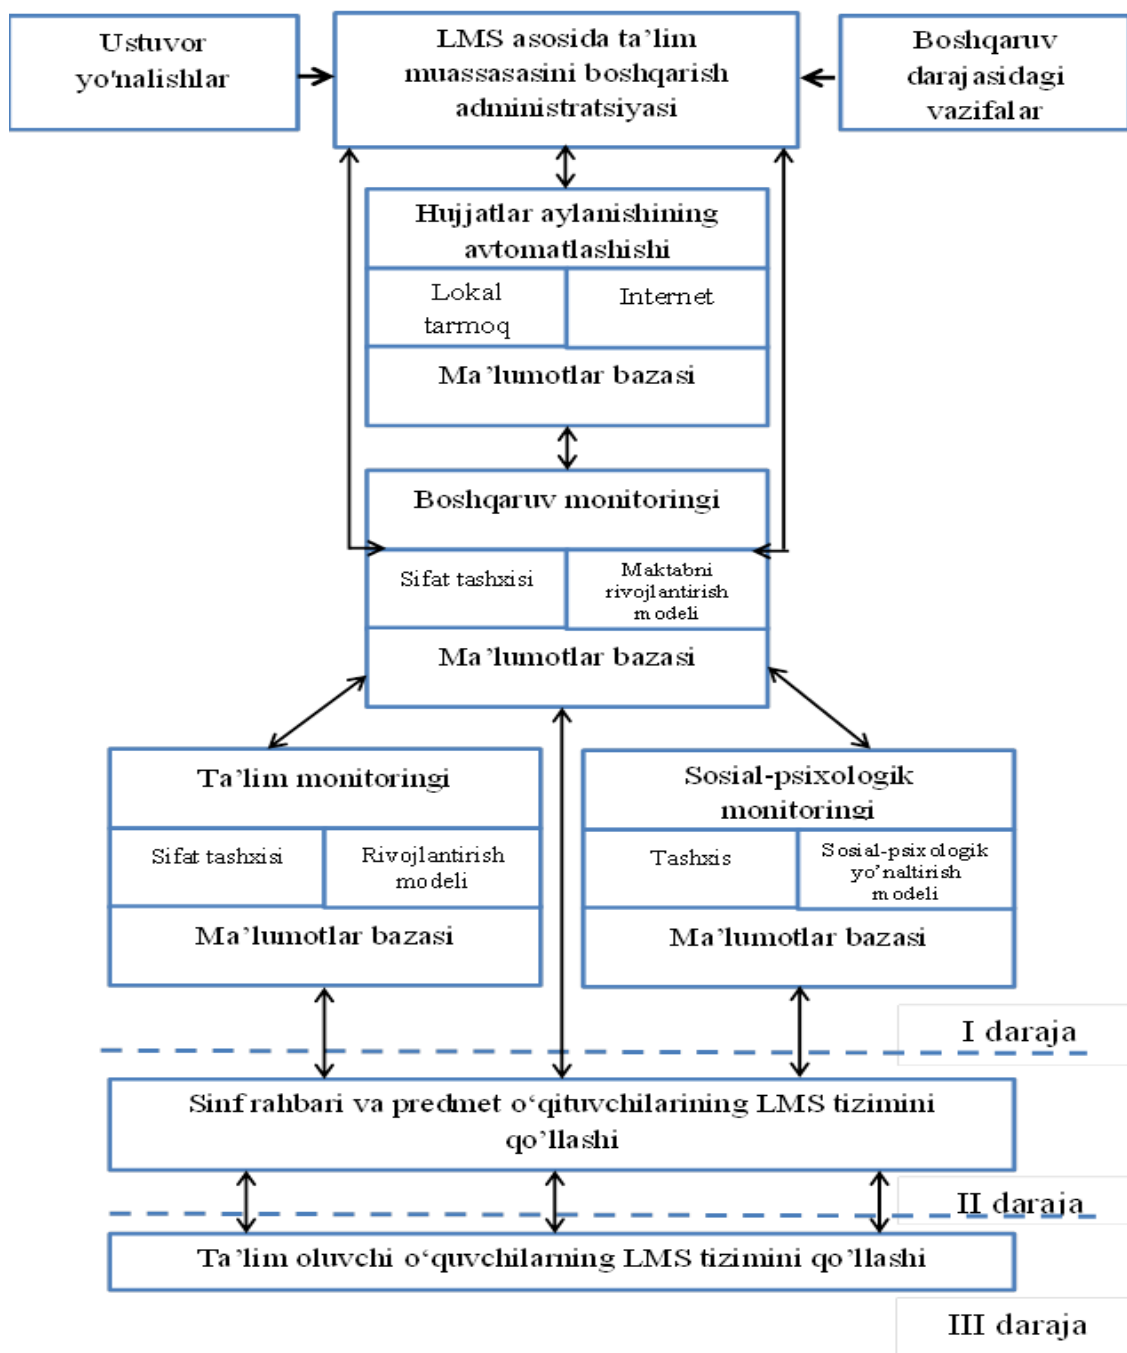 Ustuvor
yo'nalishlar
LMS asosida ta’lim
muassasasini boshqarish
administratsiyasi
Boshqaruv
darajasidagi
vazifalar
Hujjatlar aylanishining
avtomatlashishi
Lokal
tarmoq
Internet
Ma’lumotlar bazasi
Boshqaruv monitoringi
Sifat tashxisi
Maktabni
rivojlantirish
modeli
Ma’lumotlar bazasi
Ta’lim monitoringi
Sifat tashxisi
Rivojlantirish
modeli
Ma’lumotlar bazasi
Sosial-psixologik
monitoringi
Tashxis
Sosial-psixologik
yo’naltirish
modeli
Ma’lumotlar bazasi
I daraja
Sinf rahbari va predmet o‘qituvchilarining LMS tizimini
qo’llashi
II daraja
Ta’lim oluvchi o‘quvchilarning LMS tizimini qo’llashi
III daraja